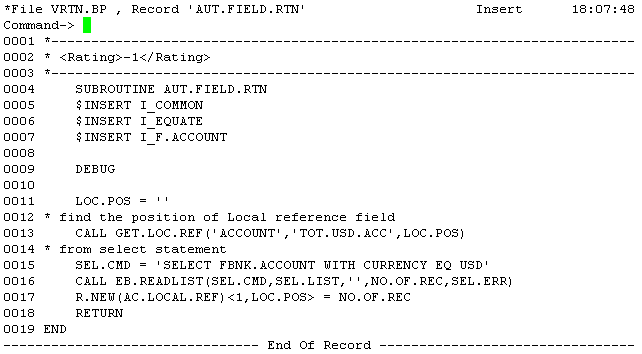 *File VRTN.BP , Record 'AUT.FIELD.RTN' Insert 18:07:48
Command->
0001 *-------------------------------------------------------------------------
0002 * <Rating>-1</Rating>
0003 *-------------------------------------------------------------------------
0004     SUBROUTINE AUT.FIELD.RTN
0005     $INSERT I_COMMON
0006     $INSERT I_EQUATE
0007     $INSERT I_F.ACCOUNT
0008
0009     DEBUG
0010
0011     LOC.POS = ''
0012 * find the position of Local reference field
0013     CALL GET.LOC.REF('ACCOUNT','TOT.USD.ACC',LOC.POS)
0014 * from select statement
0015     SEL.CMD = 'SELECT FBNK.ACCOUNT WITH CURRENCY EQ USD'
0016     CALL EB.READLIST(SEL.CMD,SEL.LIST,'',NO.OF.REC,SEL.ERR)
0017     R.NEW(AC.LOCAL.REF)<1,LOC.POS> = NO.OF.REC
0018     RETURN
0019 END
------------------------------ End Of Record ------------------------------